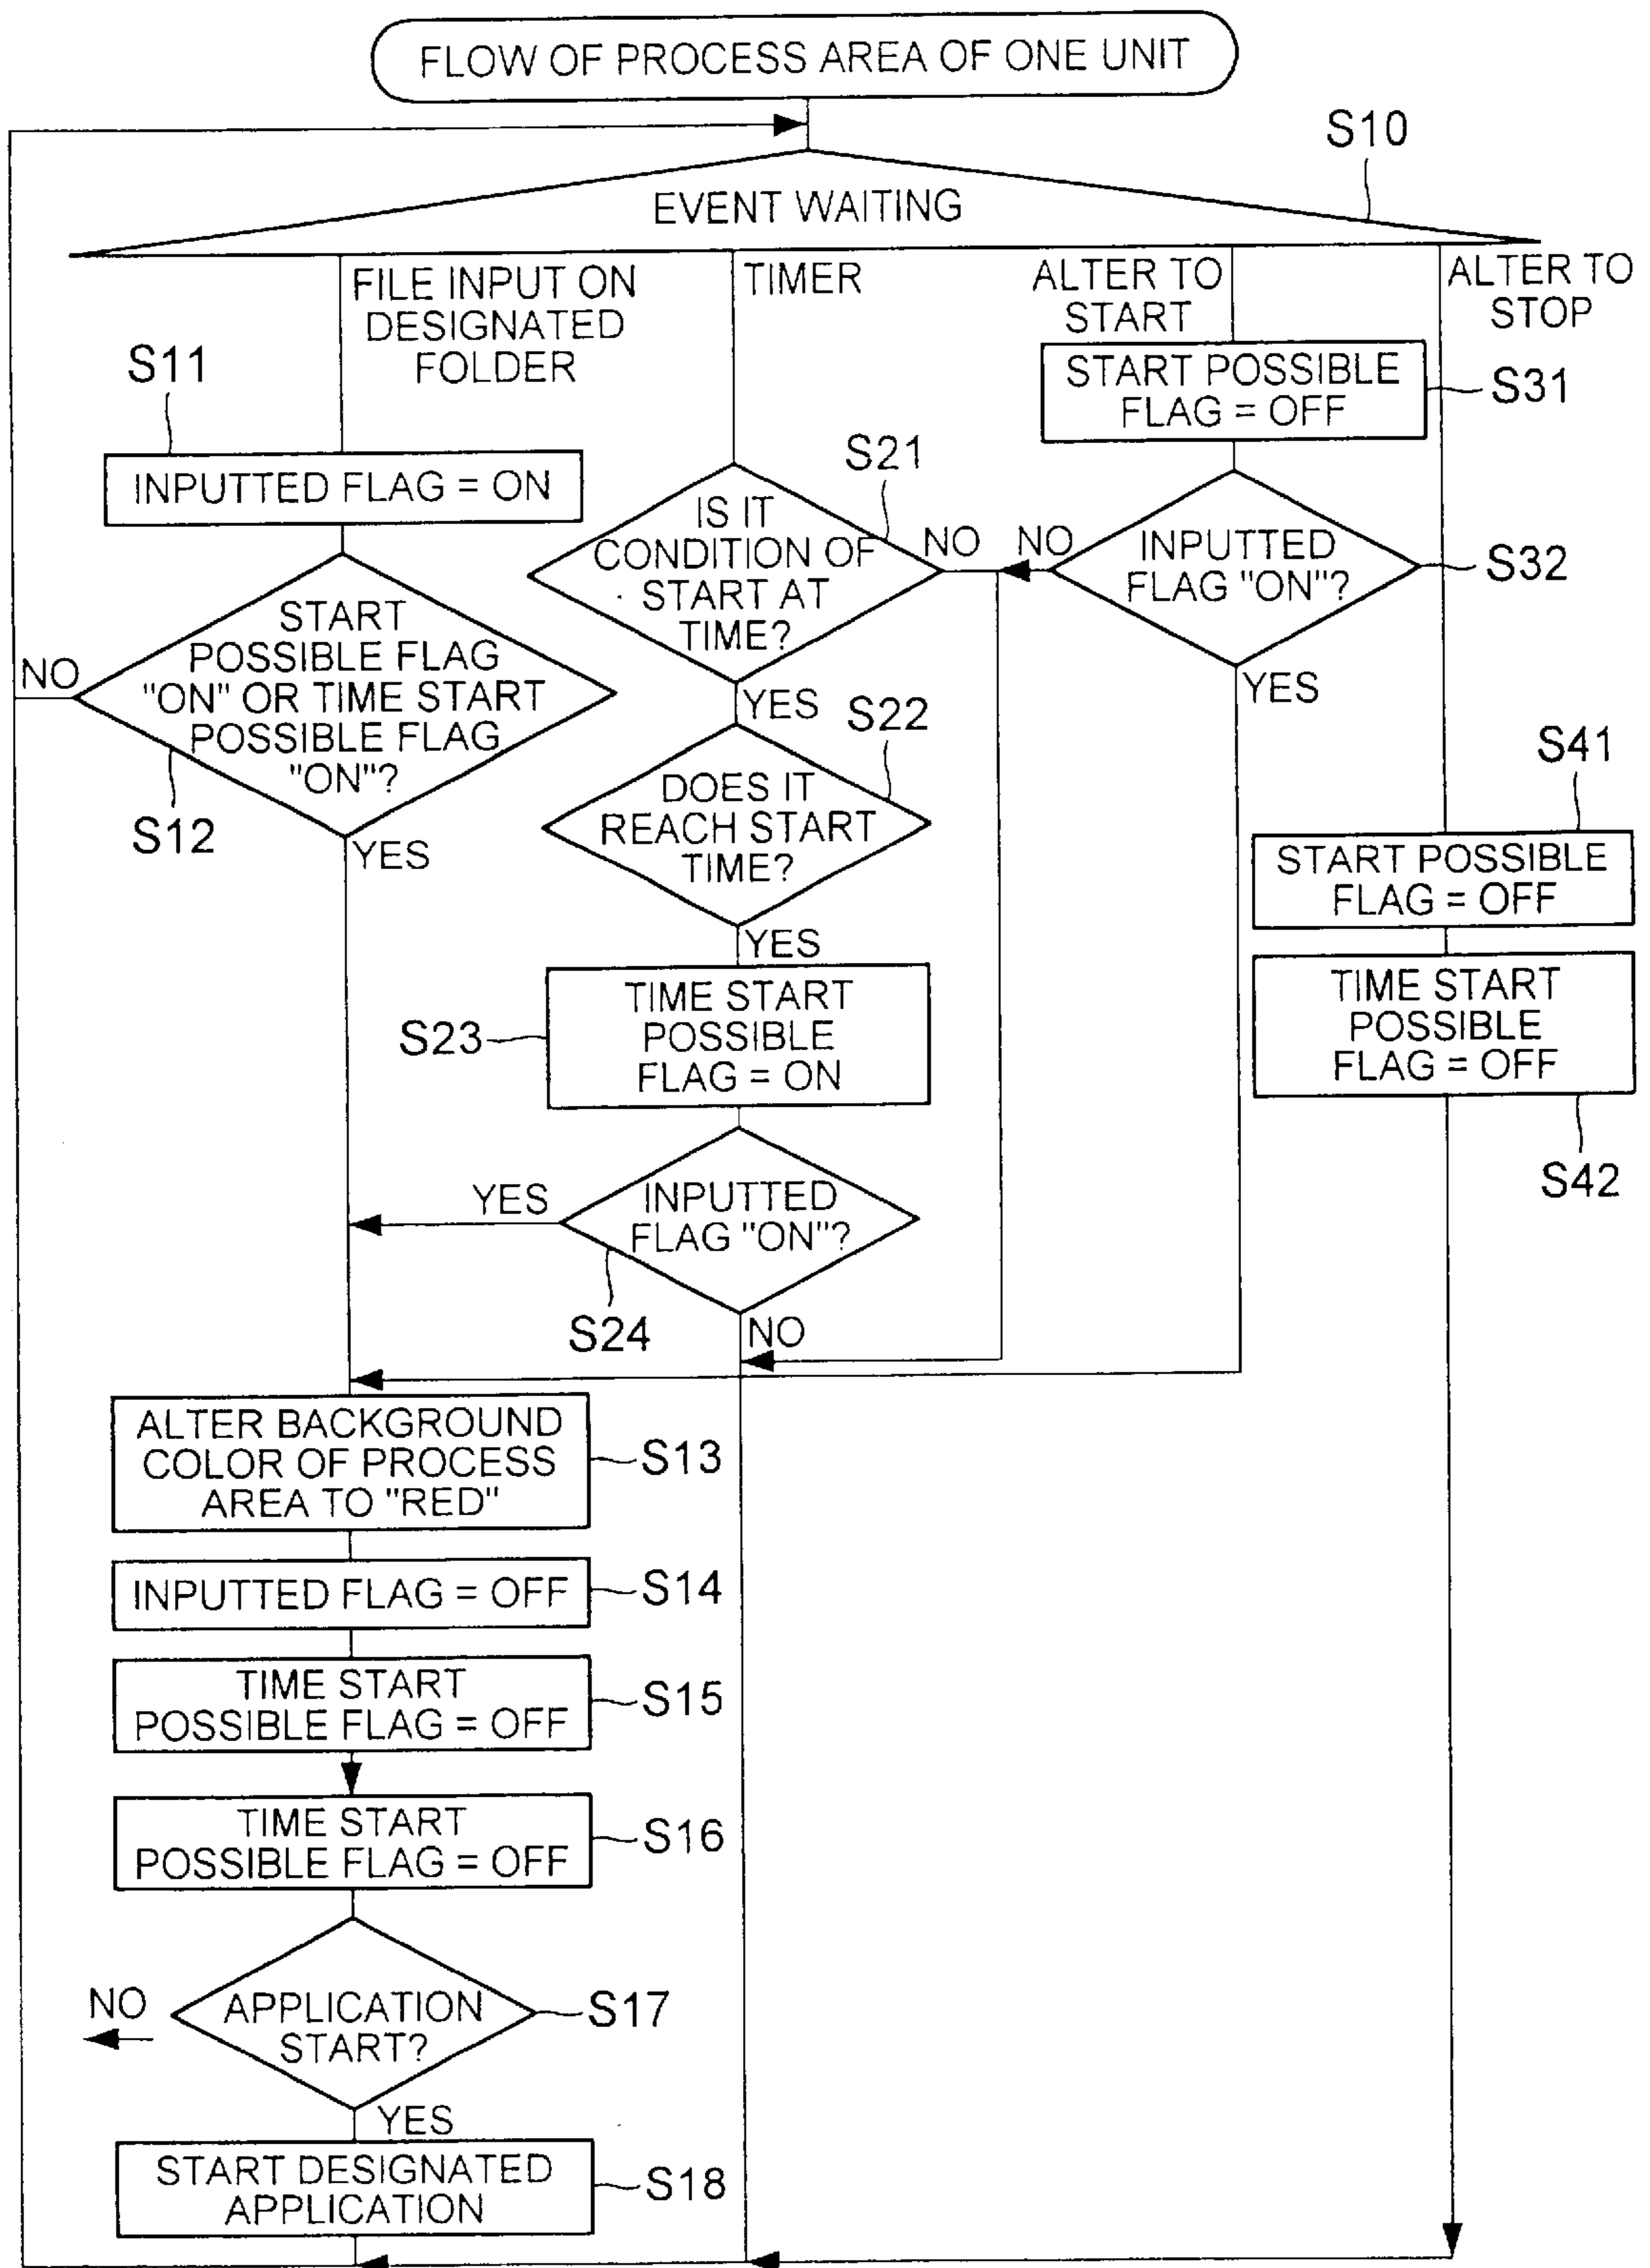 FLOW OF PROCESS AREA OF ONE UNIT
S10
EVENT WAITING
FILE INPUT ON
DESIGNATED
FOLDER
TIMER
ALTER TO
START
ALTER TO
STOP
S11
INPUTTED FLAG = ON
START POSSIBLE
FLAG = OFF
S31
S21
IS IT
CONDITION OF
START AT
TIME?
NO
NO
INPUTTED
FLAG "ON"?
S32
START
POSSIBLE FLAG
"ON" OR TIME START
POSSIBLE FLAG
"ON"?
NO
S12
YES
YES
YES
S22
DOES IT
REACH START
TIME?
YES
S41
START POSSIBLE
FLAG = OFF
S23
TIME START
POSSIBLE
FLAG = ON
TIME START
POSSIBLE
FLAG = OFF
S42
YES
INPUTTED
FLAG "ON"?
S24
NO
ALTER BACKGROUND
COLOR OF PROCESS
AREA TO "RED"
S13
INPUTTED FLAG = OFF
S14
TIME START
POSSIBLE FLAG = OFF
S15
TIME START
POSSIBLE FLAG = OFF
S16
NO
APPLICATION
START?
S17
YES
START DESIGNATED
APPLICATION
S18